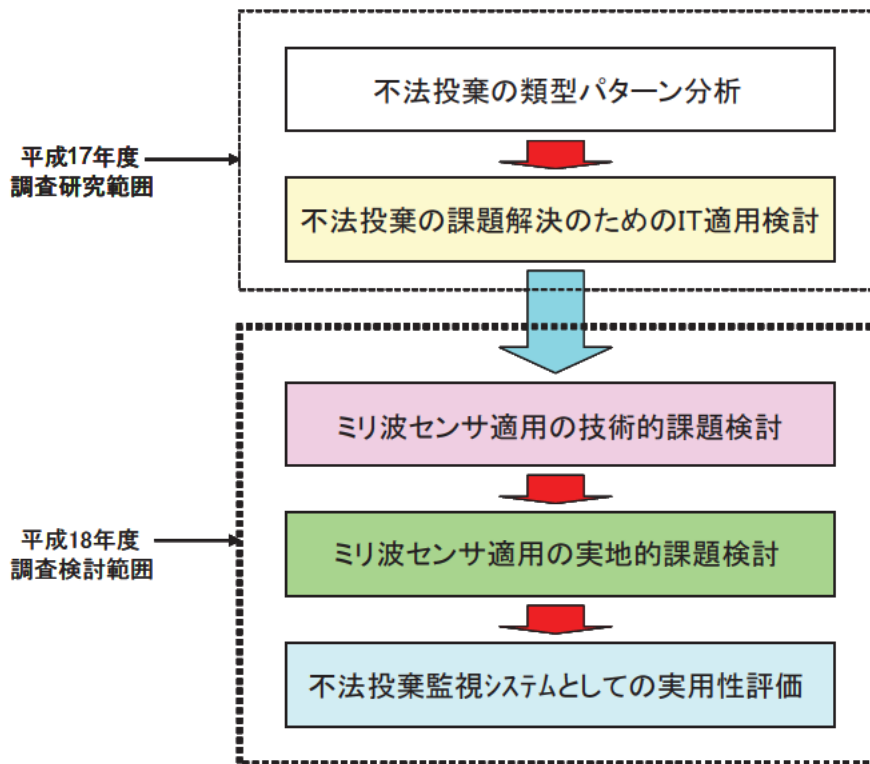 不法投棄の類型パターン分析
平成17年度
調査研究範囲
不法投棄の課題解決のためのIT適用検討
ミリ波センサ適用の技術的課題検討
平成18年度
調査検討範囲
ミリ波センサ適用の実地的課題検討
不法投棄監視ｼｽﾃﾑとしての実用性評価